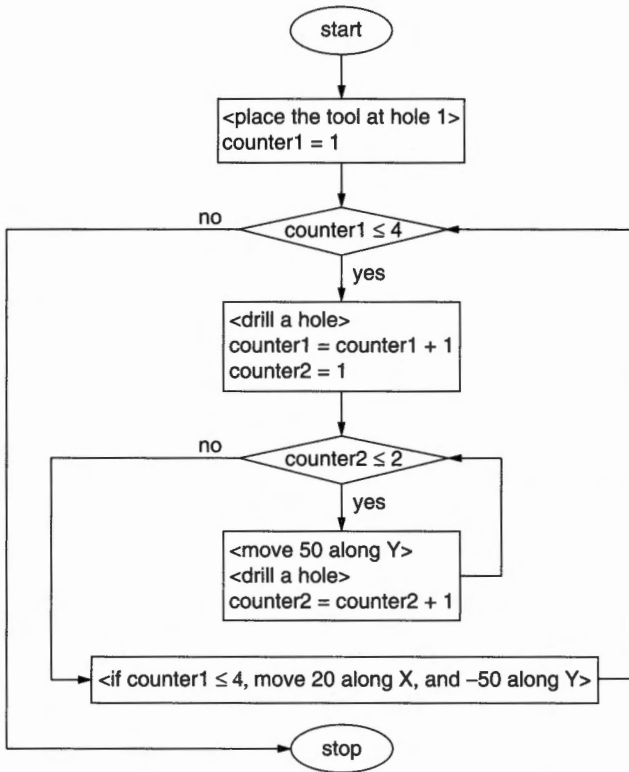 start
<place the tool at hole 1>
counter1 = 1
no
counter1 ≤ 4
yes
<drill a hole>
counter1 = counter1 + 1
counter2 = 1
no
counter2 ≤ 2
yes
<move 50 along Y>
<drill a hole>
counter2 = counter2 + 1
<if counter1 ≤ 4, move 20 along X, and –50 along Y>
stop